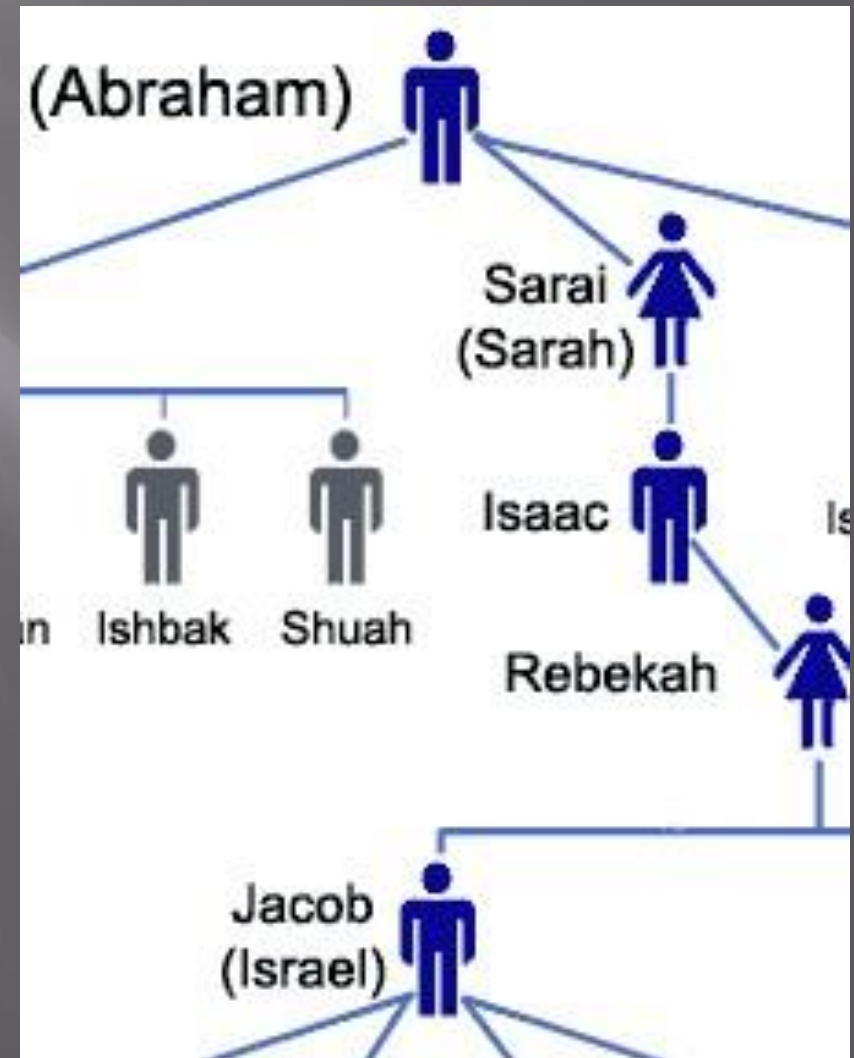 (Abraham)
Sarai
(Sarah)
Isaac
Ishbak
Shuah
Rebekah
Jacob
(Israel)